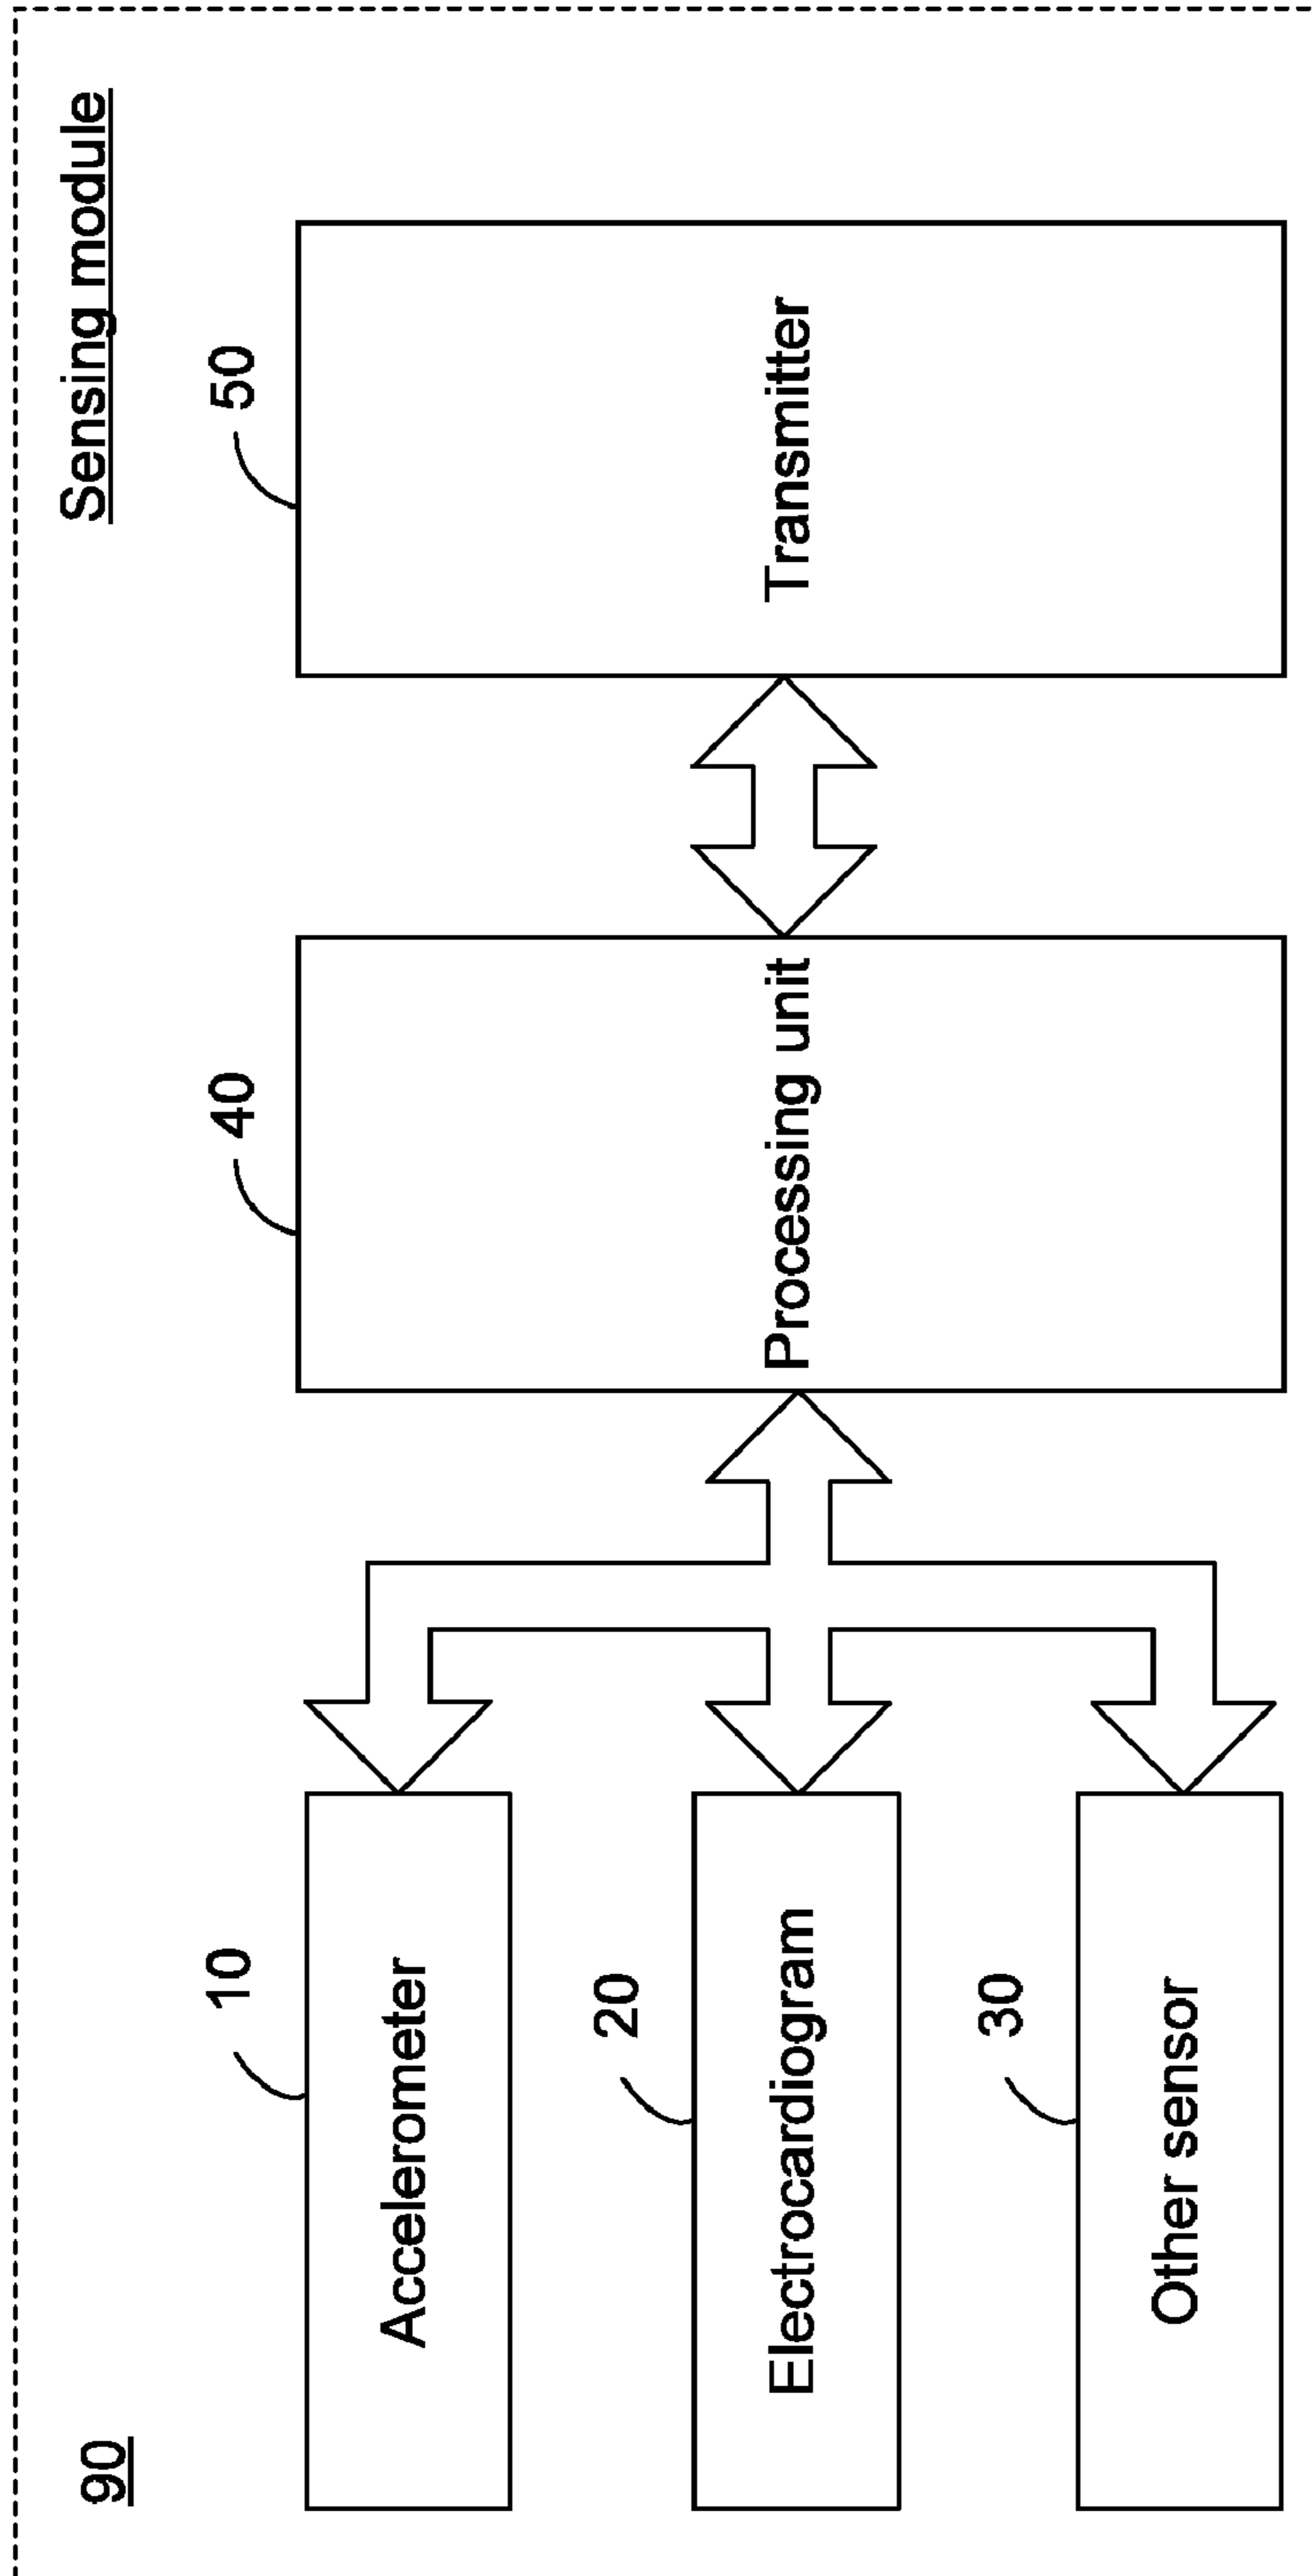 90
Sensing module
10
Accelerometer
20
Electrocardiogram
30
Other sensor
40
Processing unit
50
Transmitter